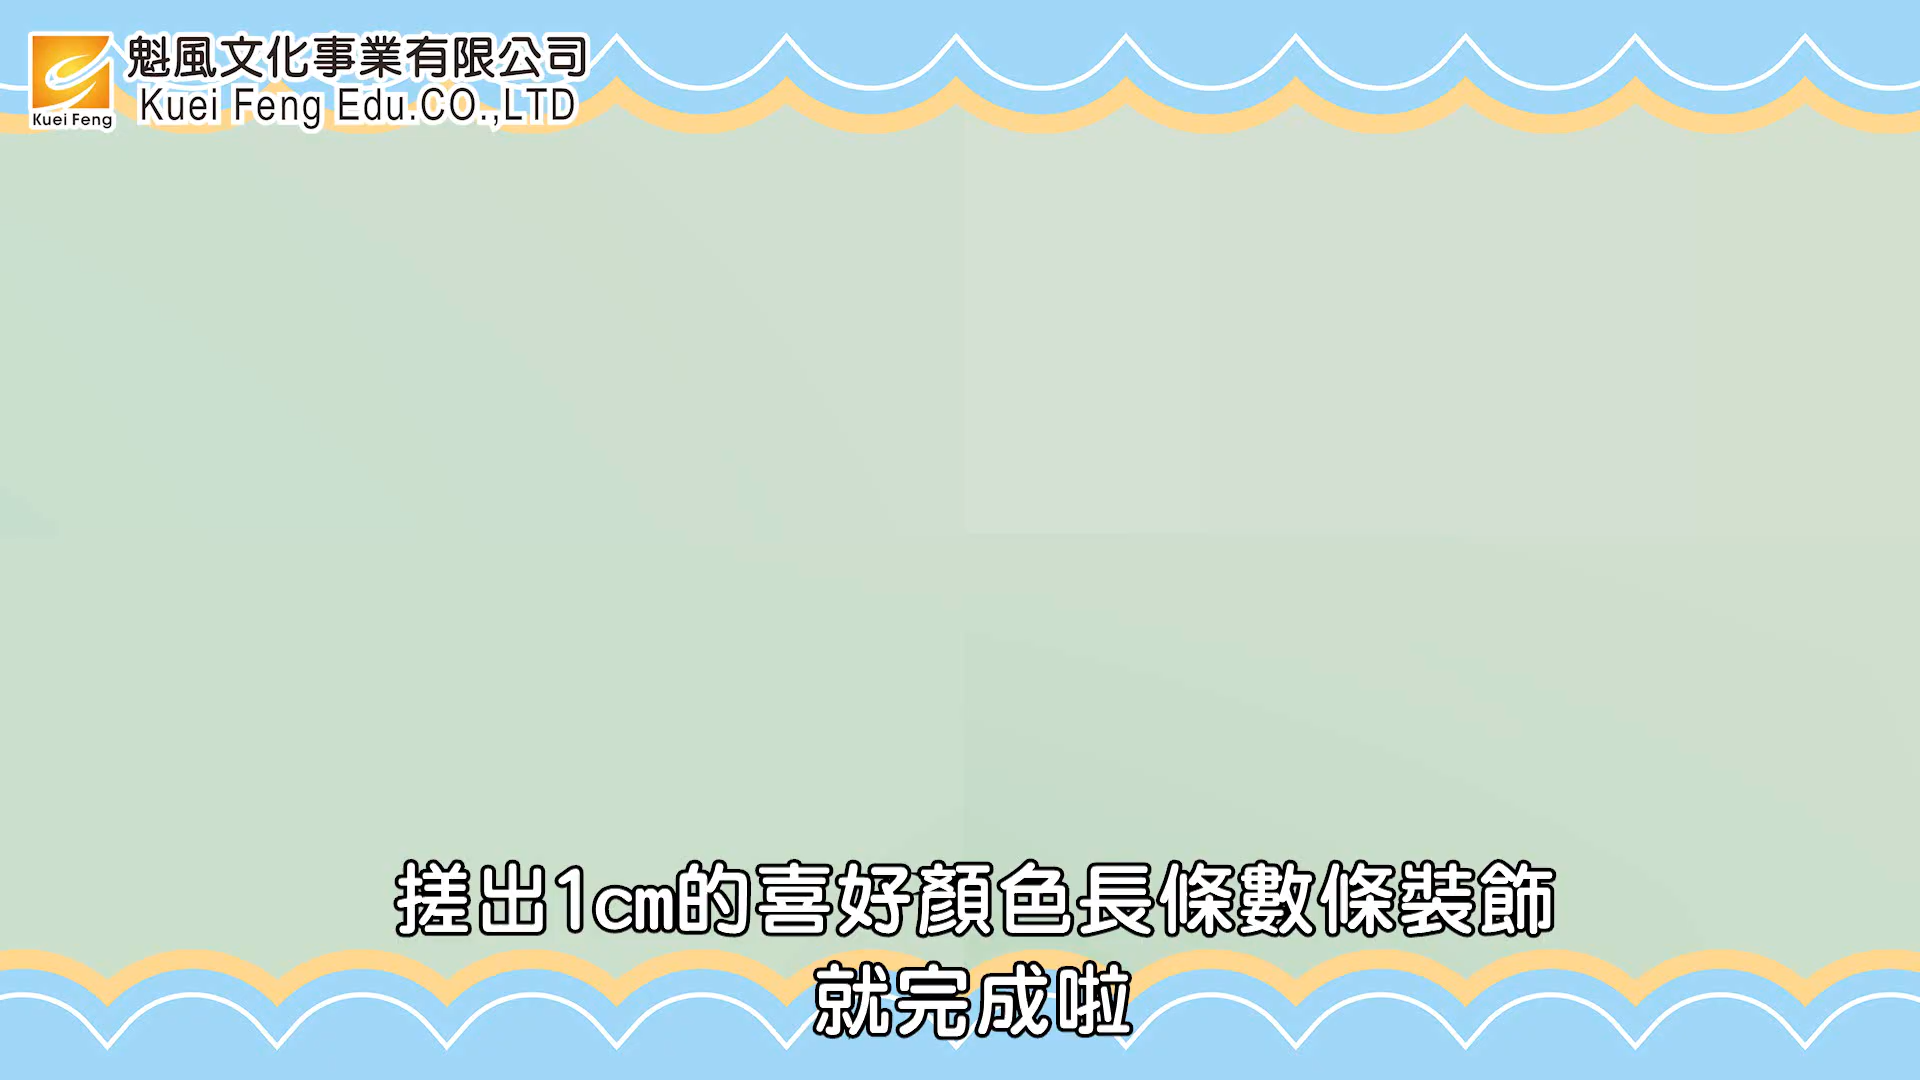 魁風文化事業有限公司
Kuei Feng Edu.CO.,LTD
Kuei Feng
搓出1cm的喜好顏色長條數條裝飾
就完成啦